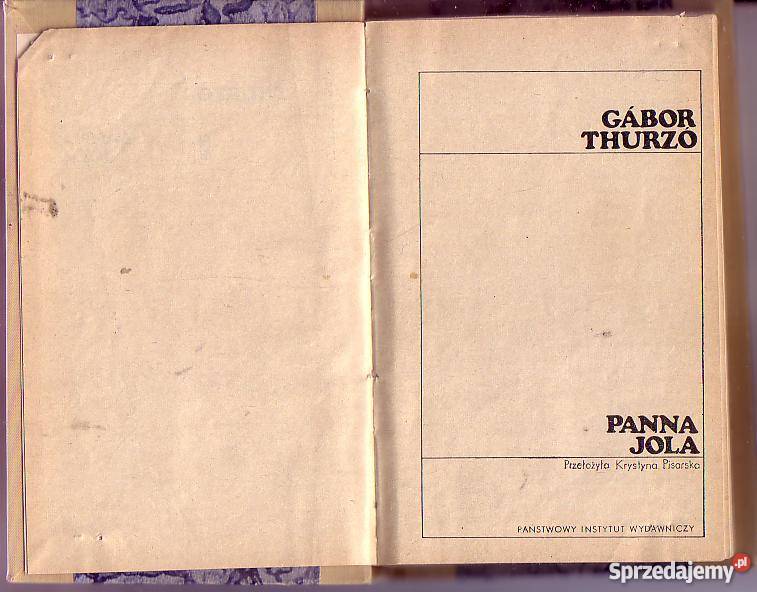 GÁBOR
THURZÓ
PANNA
JOLA
Przełożyła Krystyna Pisarska
PAŃSTWOWY INSTYTUT WYDAWNICZY
Sprzedajemy.pl